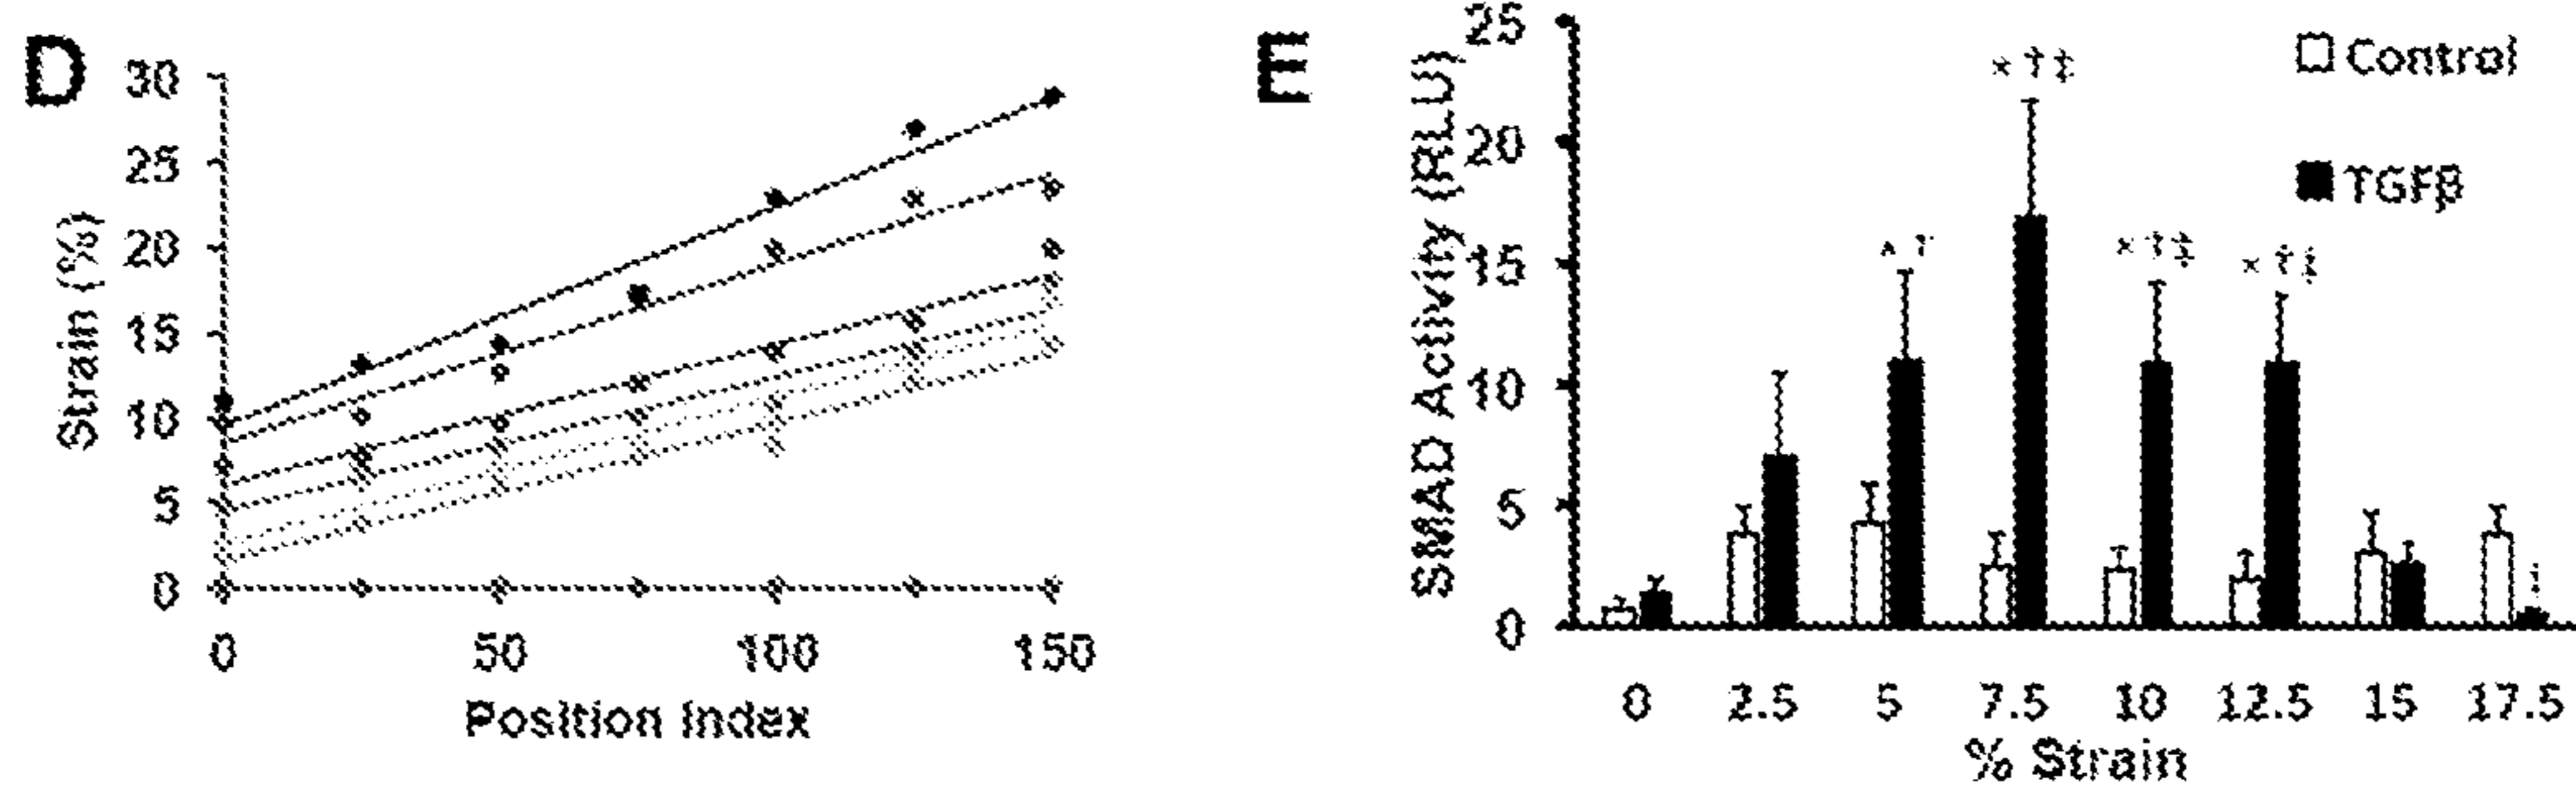 D
30
25
20
15
10
5
0
0 50 100 150
Position Index
Strain (%)
E
25
20
15
10
5
0
SMAD Activity (RLU)
Control
TGFβ
* †
* † ‡
* † ‡
* † ‡
0 2.5 5 7.5 10 12.5 15 17.5
% Strain